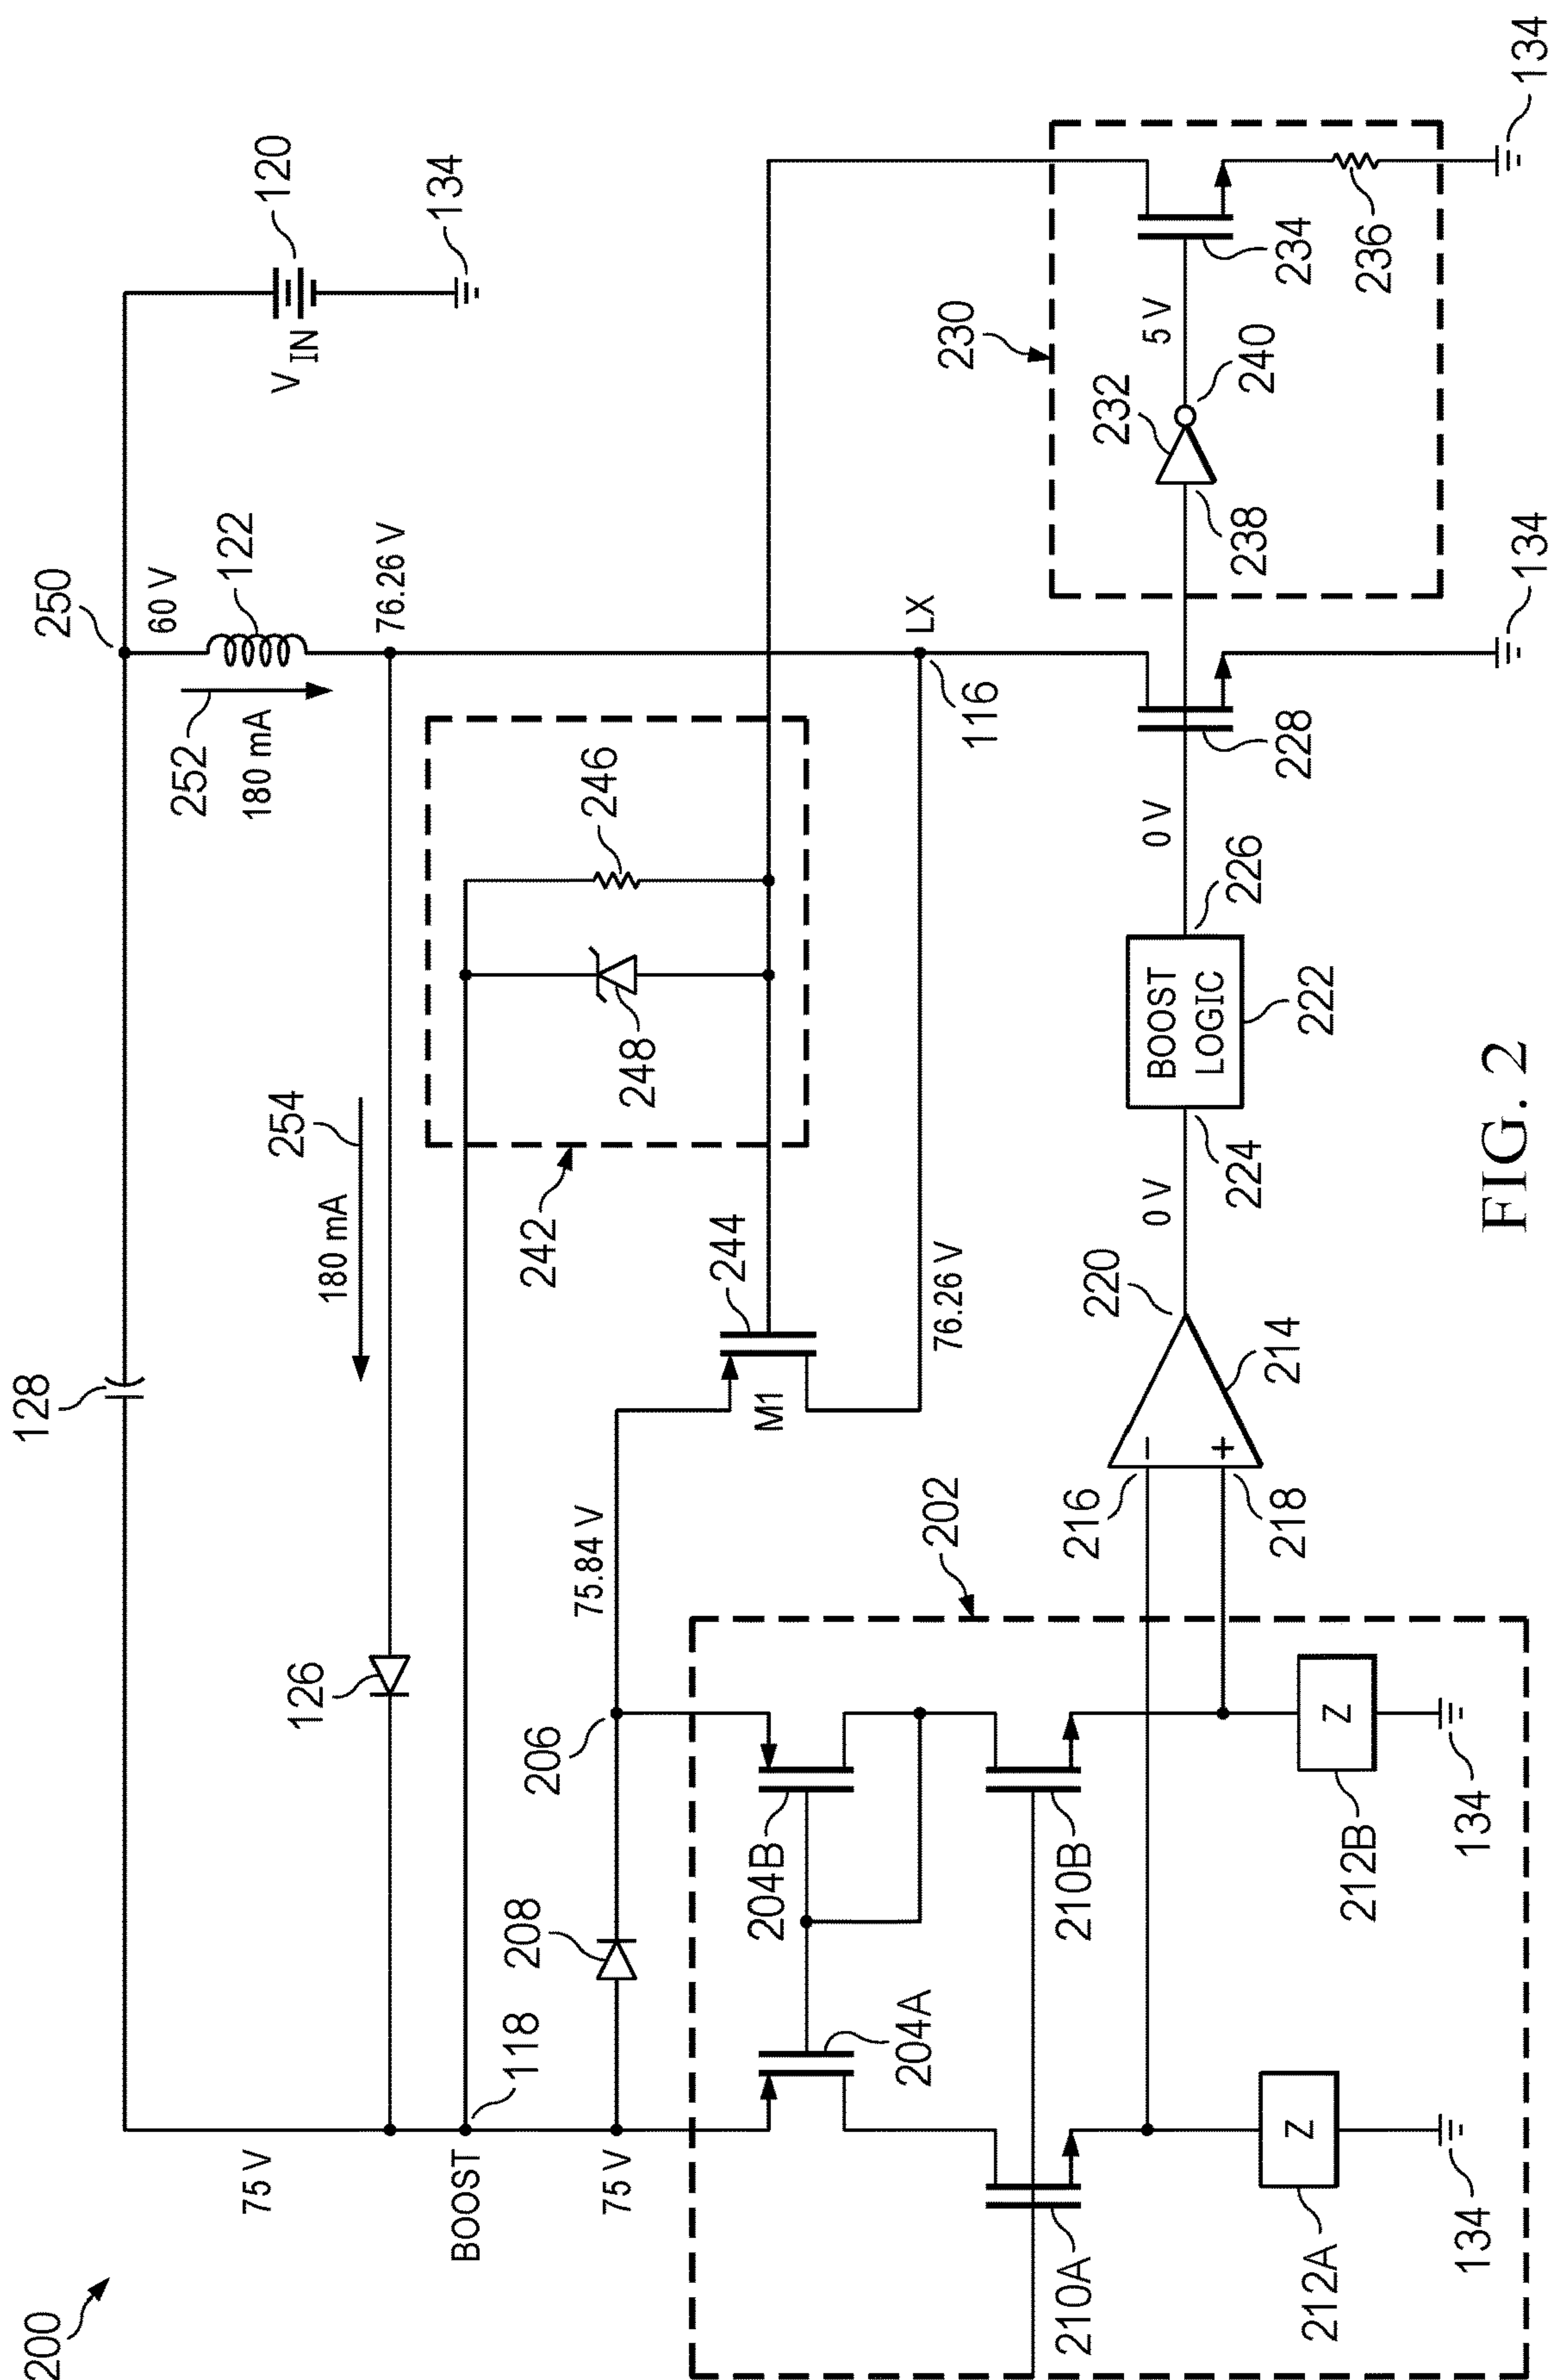 200
128
250
60 V
122
252
180 mA
76.26 V
120
V IN
134
75 V
126
254
180 mA
BOOST
118
75 V
208
206
75.84 V
242
248
246
244
M1
76.26 V
LX
116
202
204A
204B
210A
210B
212A
Z
212B
Z
134
134
216
218
−
+
214
220
0 V
224
BOOST
LOGIC
222
226
0 V
228
134
230
232
238
240
5 V
234
236
134
FIG. 2